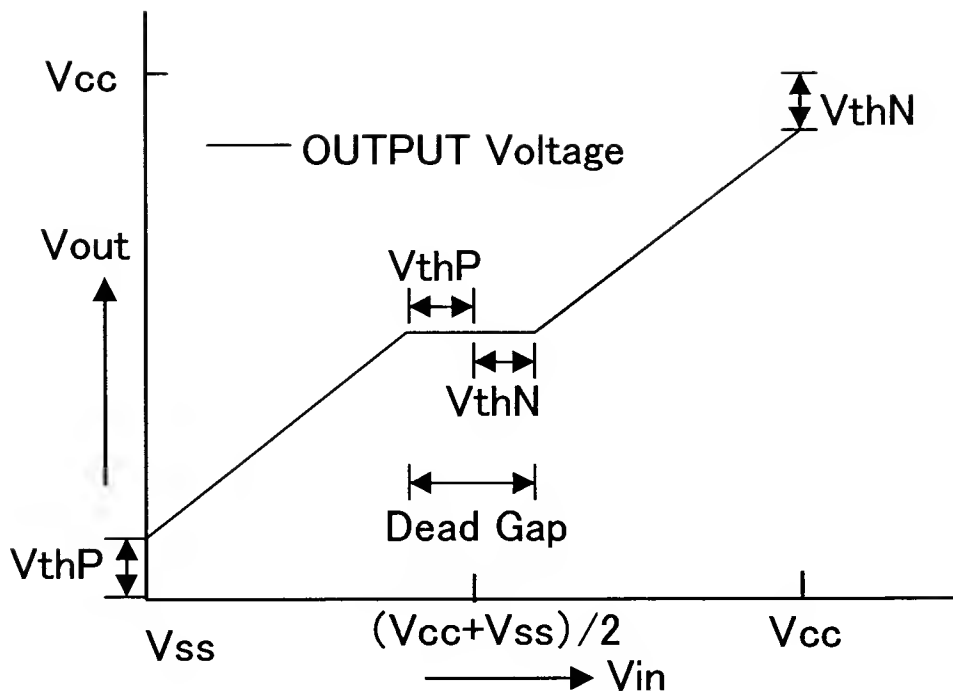 Vcc
VthN
OUTPUT Voltage
Vout
VthP
VthN
Dead Gap
VthP
Vss
(Vcc+Vss)/2
Vcc
Vin